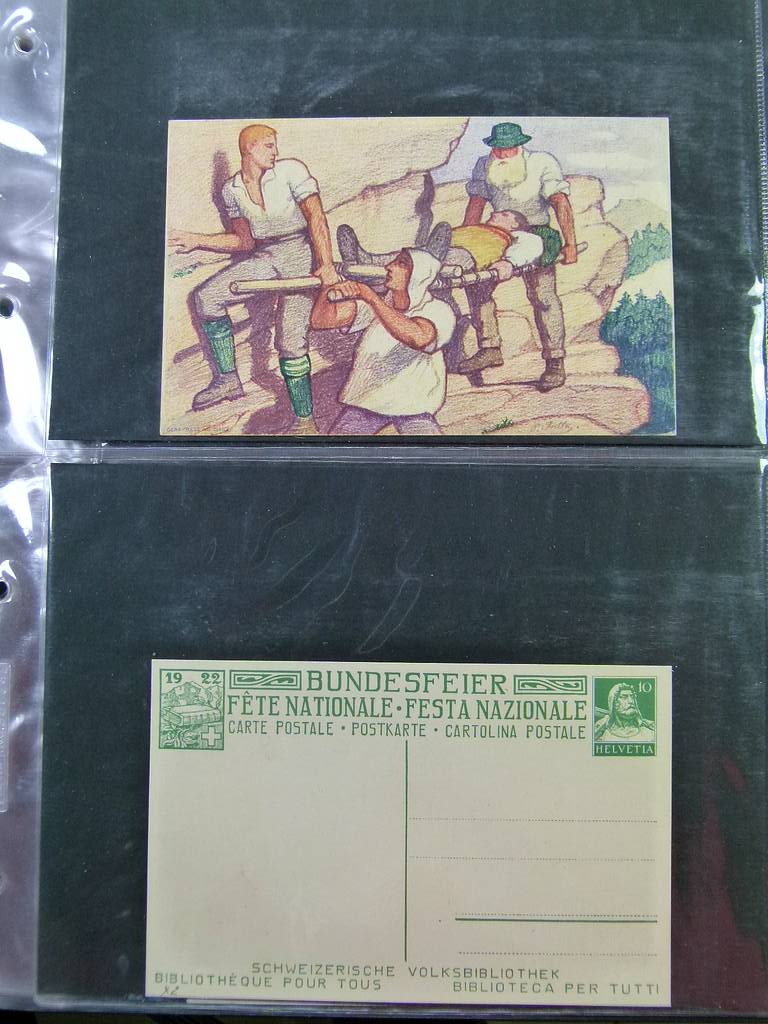 19 22
BUNDESFEIER
10
FÊTE NATIONALE · FESTA NAZIONALE
CARTE POSTALE · POSTKARTE · CARTOLINA POSTALE
HELVETIA
SCHWEIZERISCHE VOLKSBIBLIOTHEK
BIBLIOTHÈQUE POUR TOUS BIBLIOTECA PER TUTTI